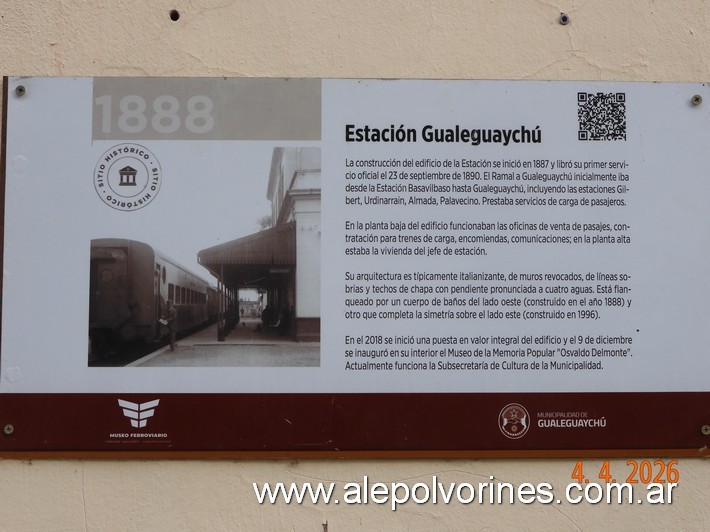 1888
SITIO HISTÓRICO · SITIO HISTÓRICO ·
Estación Gualeguaychú
La construcción del edificio de la Estación se inició en 1887 y libró su primer servi-
cio oficial el 23 de septiembre de 1890. El Ramal a Gualeguaychú inicialmente iba
desde la Estación Basavilbaso hasta Gualeguaychú, incluyendo las estaciones Gil-
bert, Urdinarrain, Almada, Palavecino. Prestaba servicios de carga de pasajeros.
En la planta baja del edificio funcionaban las oficinas de venta de pasajes, con-
tratación para trenes de carga, encomiendas, comunicaciones; en la planta alta
estaba la vivienda del jefe de estación.
Su arquitectura es típicamente italianizante, de muros revocados, de líneas so-
brias y techos de chapa con pendiente pronunciada a cuatro aguas. Está flan-
queado por un cuerpo de baños del lado oeste (construido en el año 1888) y
otro que completa la simetría sobre el lado este (construido en 1996).
En el 2018 se inició una puesta en valor integral del edificio y el 9 de diciembre
se inauguró en su interior el Museo de la Memoria Popular "Osvaldo Delmonte".
Actualmente funciona la Subsecretaría de Cultura de la Municipalidad.
MUSEO FERROVIARIO
MUNICIPALIDAD DE
GUALEGUAYCHÚ
4. 4. 2026
www.alepolvorines.com.ar